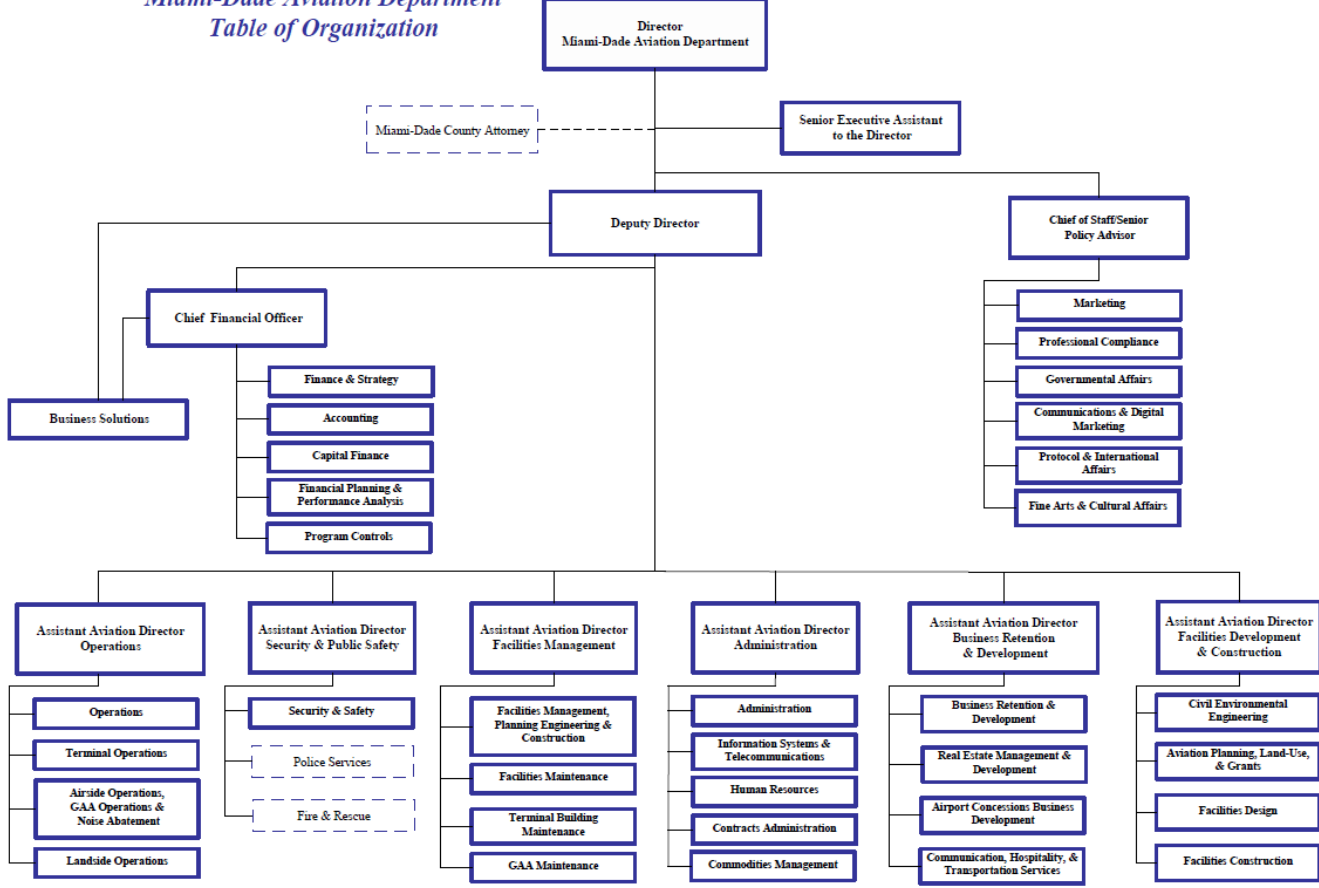 Miami-Dade Aviation Department
Table of Organization
Director
Miami-Dade Aviation Department
Miami-Dade County Attorney
Senior Executive Assistant
to the Director
Deputy Director
Chief of Staff/Senior
Policy Advisor
Chief Financial Officer
Business Solutions
Finance & Strategy
Accounting
Capital Finance
Financial Planning &
Performance Analysis
Program Controls
Marketing
Professional Compliance
Governmental Affairs
Communications & Digital
Marketing
Protocol & International
Affairs
Fine Arts & Cultural Affairs
Assistant Aviation Director
Operations
Operations
Terminal Operations
Airside Operations,
GAA Operations &
Noise Abatement
Landside Operations
Assistant Aviation Director
Security & Public Safety
Security & Safety
Police Services
Fire & Rescue
Assistant Aviation Director
Facilities Management
Facilities Management,
Planning Engineering &
Construction
Facilities Maintenance
Terminal Building
Maintenance
GAA Maintenance
Assistant Aviation Director
Administration
Administration
Information Systems &
Telecommunications
Human Resources
Contracts Administration
Commodities Management
Assistant Aviation Director
Business Retention
& Development
Business Retention &
Development
Real Estate Management &
Development
Airport Concessions Business
Development
Communication, Hospitality, &
Transportation Services
Assistant Aviation Director
Facilities Development
& Construction
Civil Environmental
Engineering
Aviation Planning, Land-Use,
& Grants
Facilities Design
Facilities Construction